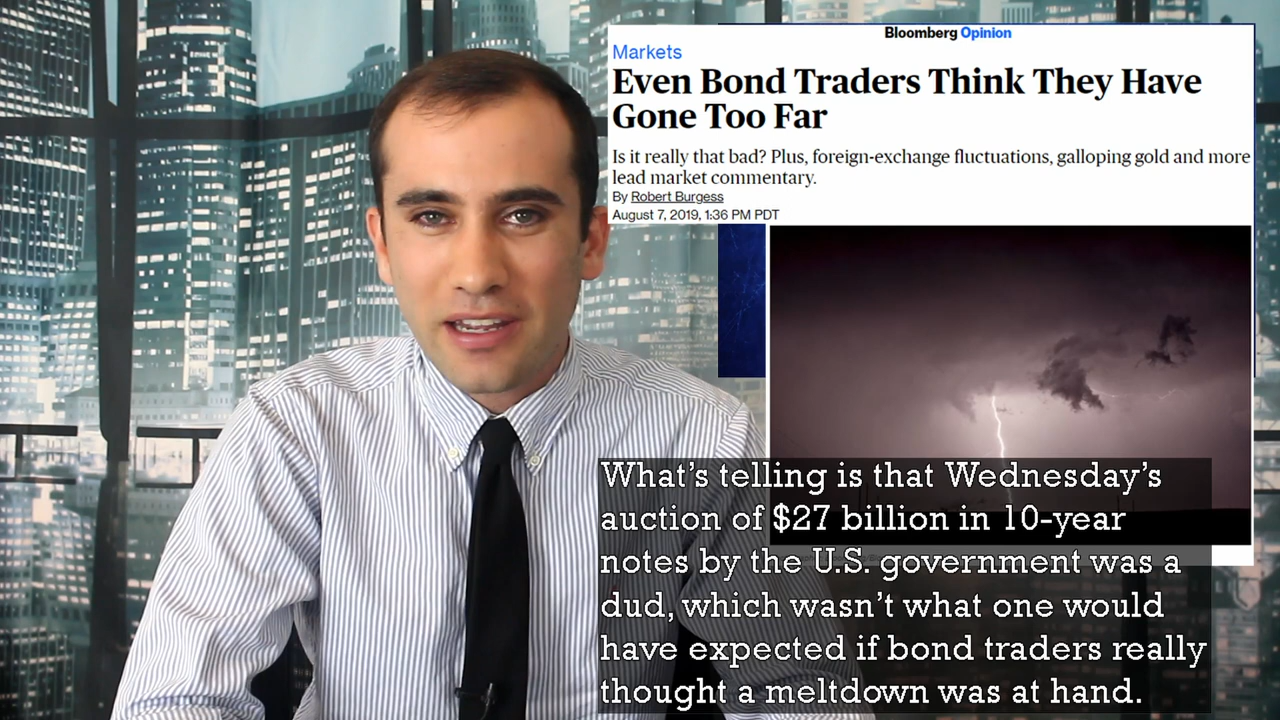 Bloomberg Opinion
Markets
Even Bond Traders Think They Have
Gone Too Far
Is it really that bad? Plus, foreign-exchange fluctuations, galloping gold and more
lead market commentary.
By Robert Burgess
August 7, 2019, 1:36 PM PDT
What's telling is that Wednesday's
auction of $27 billion in 10-year
notes by the U.S. government was a
dud, which wasn't what one would
have expected if bond traders really
thought a meltdown was at hand.